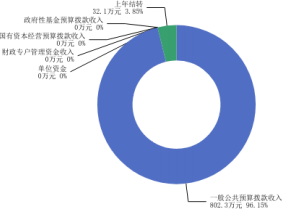 上年结转
32.1万元 3.85%
政府性基金预算拨款收入
0万元 0%
国有资本经营预算拨款收入
0万元 0%
财政专户管理资金收入
0万元 0%
单位资金
0万元 0%
一般公共预算拨款收入
802.3万元 96.15%